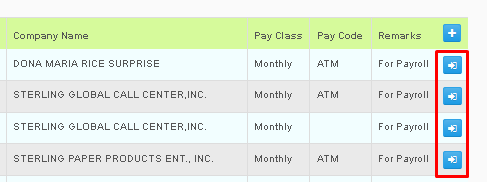 Company Name Pay Class Pay Code Remarks
DONA MARIA RICE SURPRISE Monthly ATM For Payroll
STERLING GLOBAL CALL CENTER,INC. Monthly ATM For Payroll
STERLING GLOBAL CALL CENTER,INC. Monthly For Payroll
STERLING PAPER PRODUCTS ENT., INC. Monthly ATM For Payroll